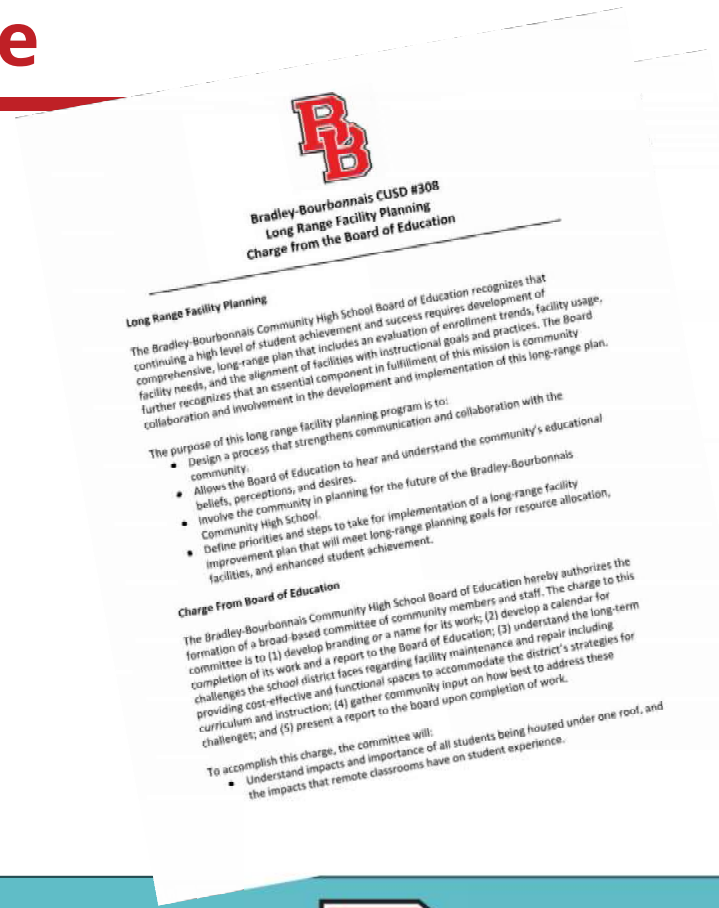 e
BB
Bradley-Bourbonnais CUSD #308
Long Range Facility Planning
Charge from the Board of Education
Long Range Facility Planning
The Bradley-Bourbonnais Community High School Board of Education recognizes that
continuing a high level of student achievement and success requires development of
comprehensive, long-range plan that includes an evaluation of enrollment trends, facility usage,
facility needs, and the alignment of facilities with instructional goals and practices. The Board
further recognizes that an essential component in fulfillment of this mission is community
collaboration and involvement in the development and implementation of this long-range plan.
The purpose of this long range facility planning program is to:
• Design a process that strengthens communication and collaboration with the
community.
• Allows the Board of Education to hear and understand the community's educational
beliefs, perceptions, and desires.
• Involve the community in planning for the future of the Bradley-Bourbonnais
Community High School.
• Define priorities and steps to take for implementation of a long-range facility
improvement plan that will meet long-range planning goals for resource allocation,
facilities, and enhanced student achievement.
Charge From Board of Education
The Bradley-Bourbonnais Community High School Board of Education hereby authorizes the
formation of a broad-based committee of community members and staff. The charge to this
committee is to (1) develop branding or a name for its work; (2) develop a calendar for
completion of its work and a report to the Board of Education; (3) understand the long-term
challenges the school district faces regarding facility maintenance and repair including
providing cost-effective and functional spaces to accommodate the district's strategies for
curriculum and instruction; (4) gather community input on how best to address these
challenges; and (5) present a report to the board upon completion of work.
To accomplish this charge, the committee will:
• Understand impacts and importance of all students being housed under one roof, and
the impacts that remote classrooms have on student experience.